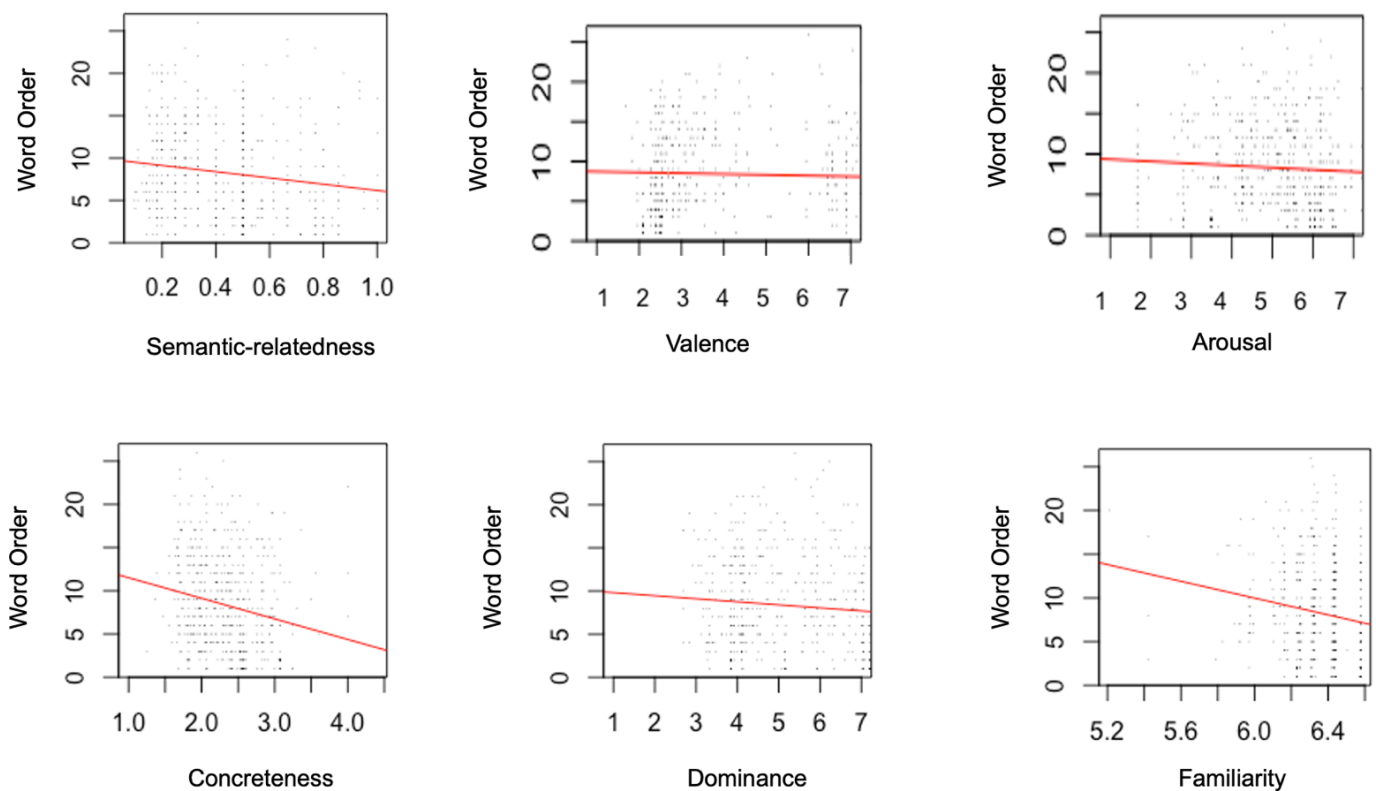 Word Order
0 5 10 20
0.2 0.4 0.6 0.8 1.0
Semantic-relatedness
Word Order
0 10 20
1 2 3 4 5 6 7
Valence
Word Order
0 10 20
1 2 3 4 5 6 7
Arousal
Word Order
0 5 10 20
1.0 2.0 3.0 4.0
Concreteness
Word Order
0 5 10 20
1 2 3 4 5 6 7
Dominance
Word Order
0 5 10 20
5.2 5.6 6.0 6.4
Familiarity